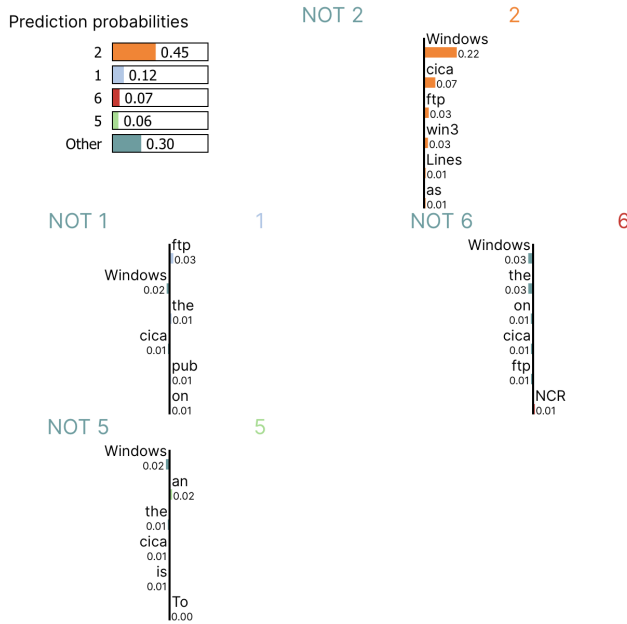 Prediction probabilities
2 0.45
1 0.12
6 0.07
5 0.06
Other 0.30
NOT 2 2
Windows
0.22
cica
0.07
ftp
0.03
win3
0.03
Lines
0.01
as
0.01
NOT 1 1
ftp
0.03
Windows
0.02
the
0.01
cica
0.01
pub
0.01
on
0.01
NOT 6 6
Windows
0.03
the
0.03
on
0.01
cica
0.01
ftp
0.01
NCR
0.01
NOT 5 5
Windows
0.02
an
0.02
the
0.01
cica
0.01
is
0.01
To
0.00